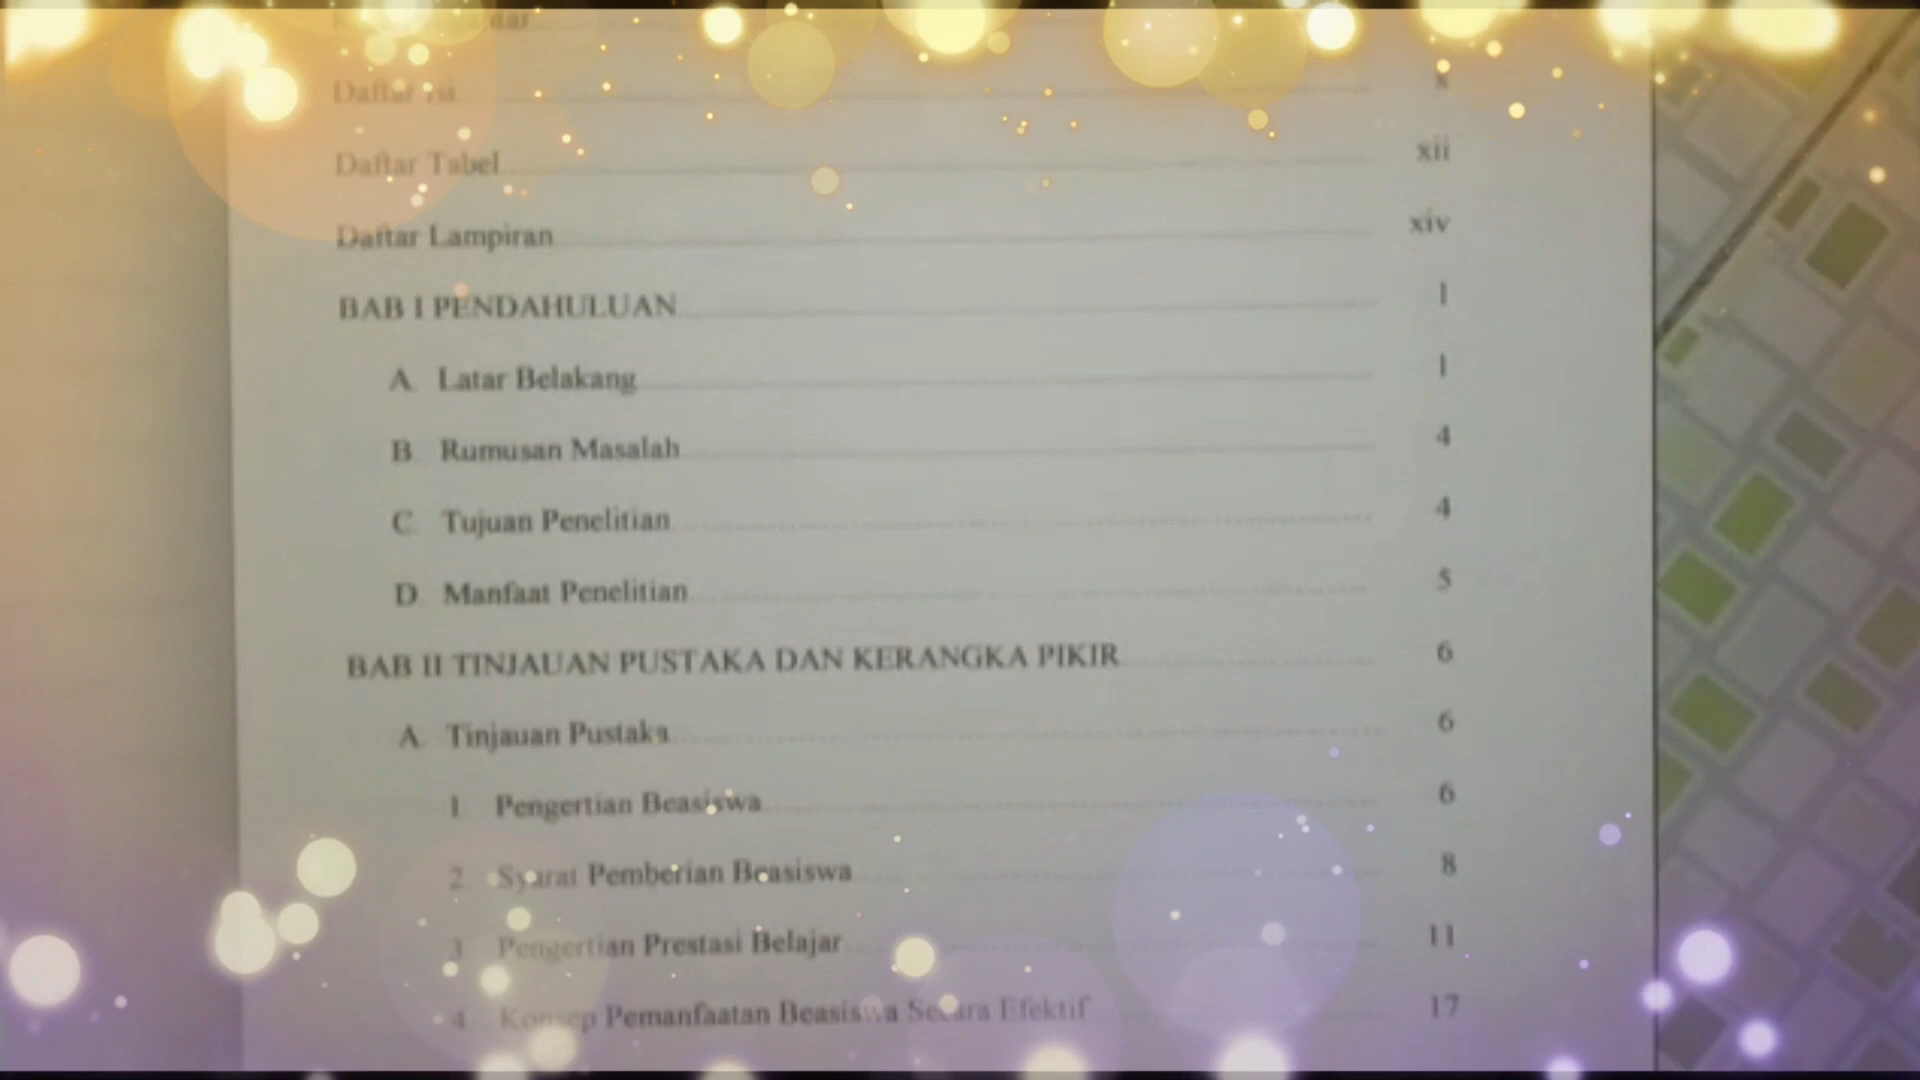 Daftar Isi x
Daftar Tabel xii
Daftar Lampiran xiv
BAB I PENDAHULUAN 1
A. Latar Belakang 1
B. Rumusan Masalah 4
C. Tujuan Penelitian 4
D. Manfaat Penelitian 5
BAB II TINJAUAN PUSTAKA DAN KERANGKA PIKIR 6
A. Tinjauan Pustaka 6
1. Pengertian Beasiswa 6
2. Syarat Pemberian Beasiswa 8
3. Pengertian Prestasi Belajar 11
4. Konsep Pemanfaatan Beasiswa Secara Efektif 17